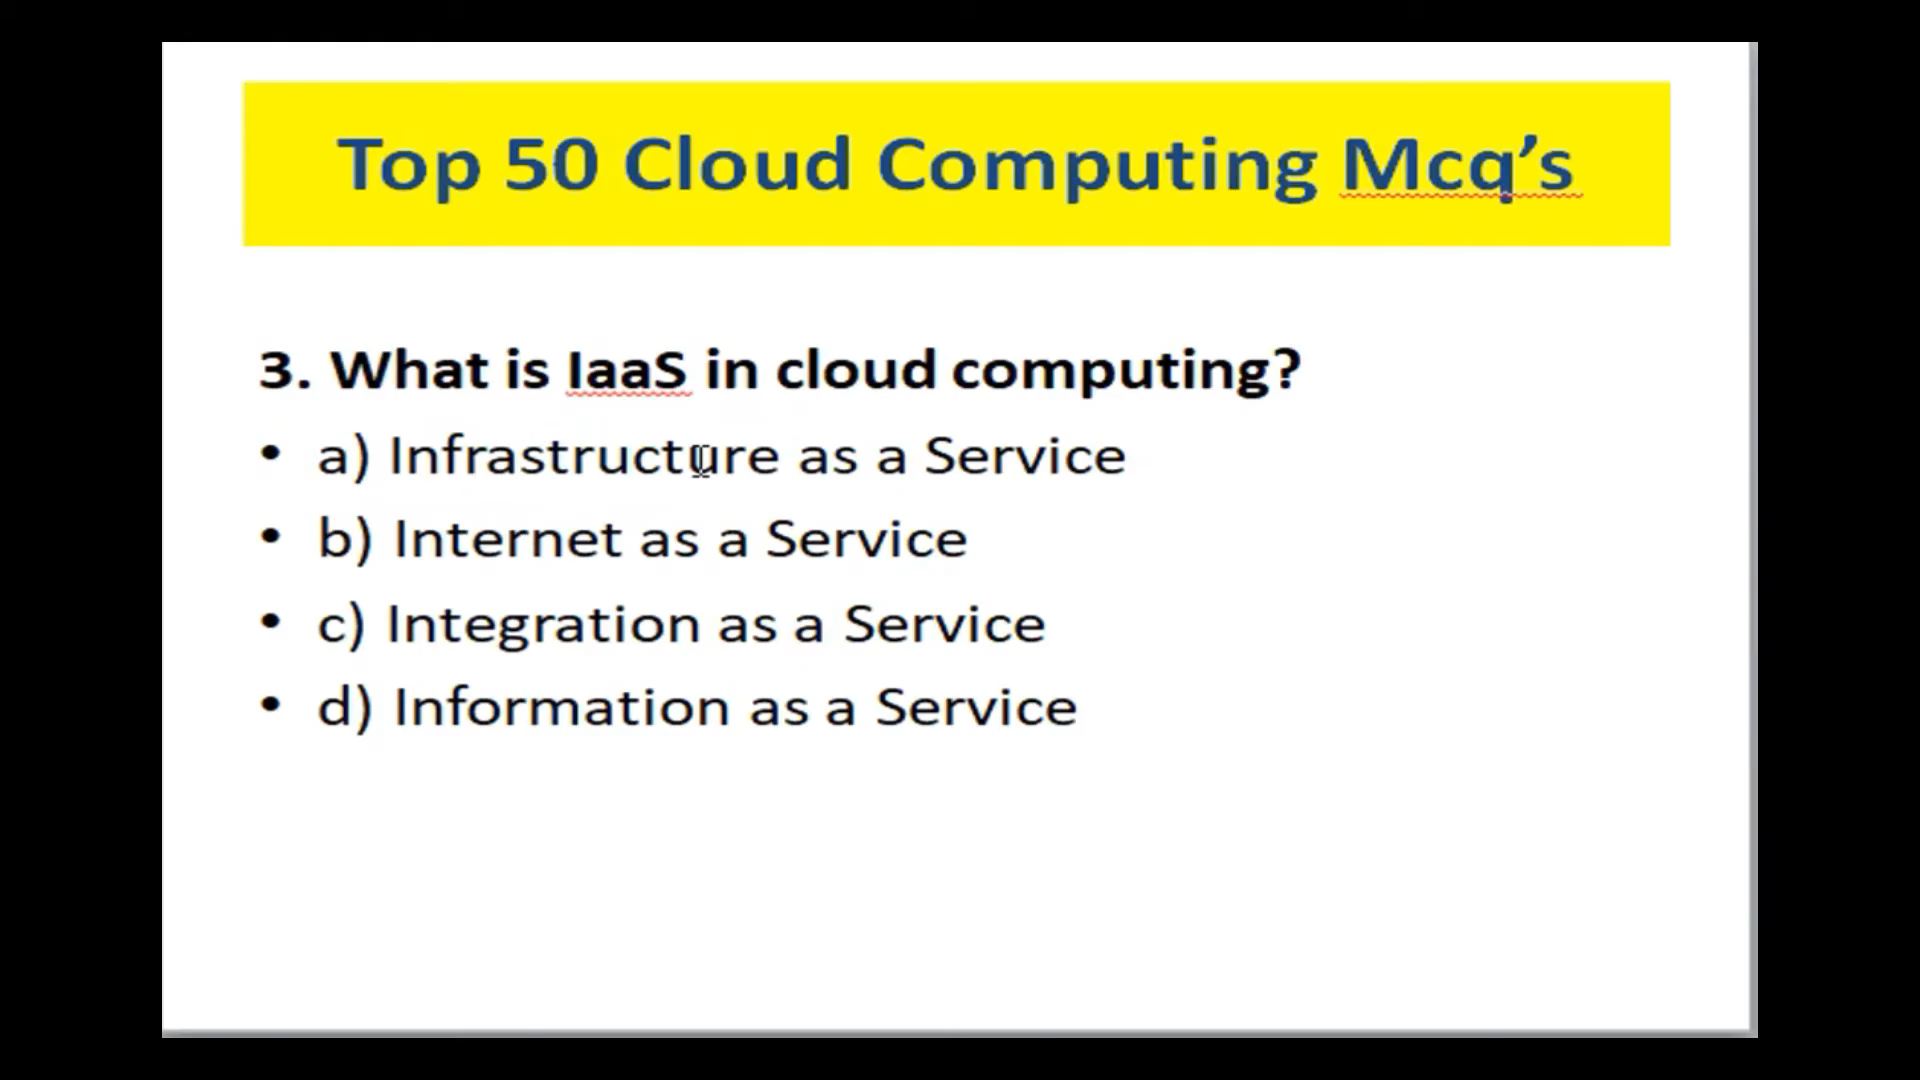 Top 50 Cloud Computing Mcq’s
3. What is IaaS in cloud computing?
• a) Infrastructure as a Service
• b) Internet as a Service
• c) Integration as a Service
• d) Information as a Service